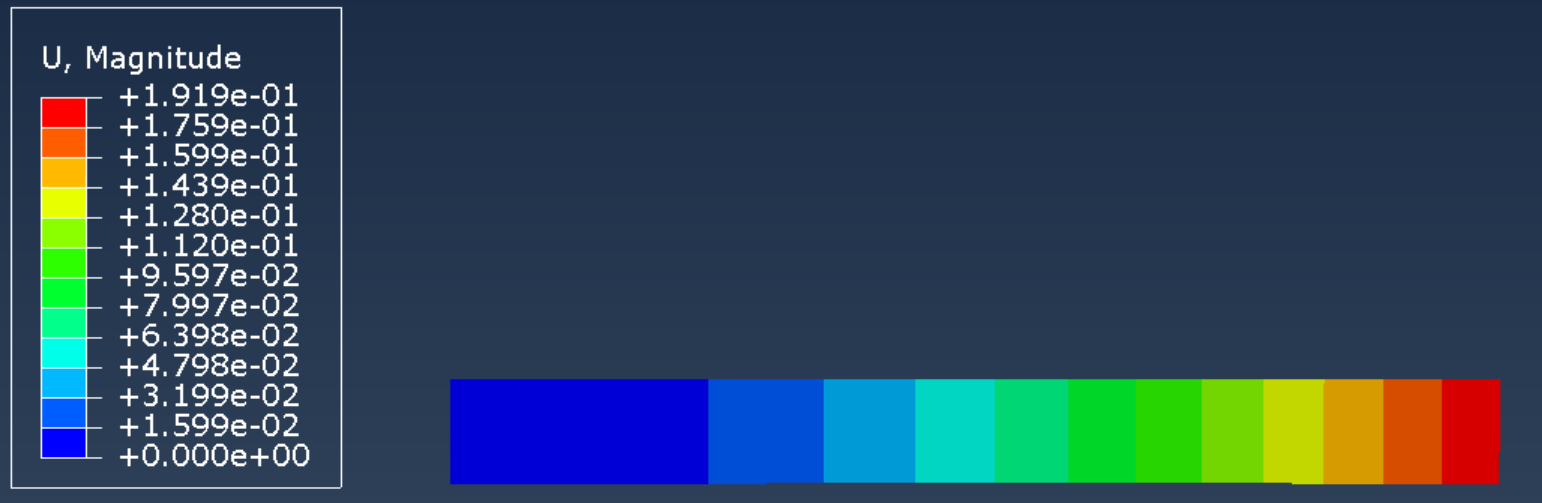 U, Magnitude
+1.919e-01
+1.759e-01
+1.599e-01
+1.439e-01
+1.280e-01
+1.120e-01
+9.597e-02
+7.997e-02
+6.398e-02
+4.798e-02
+3.199e-02
+1.599e-02
+0.000e+00